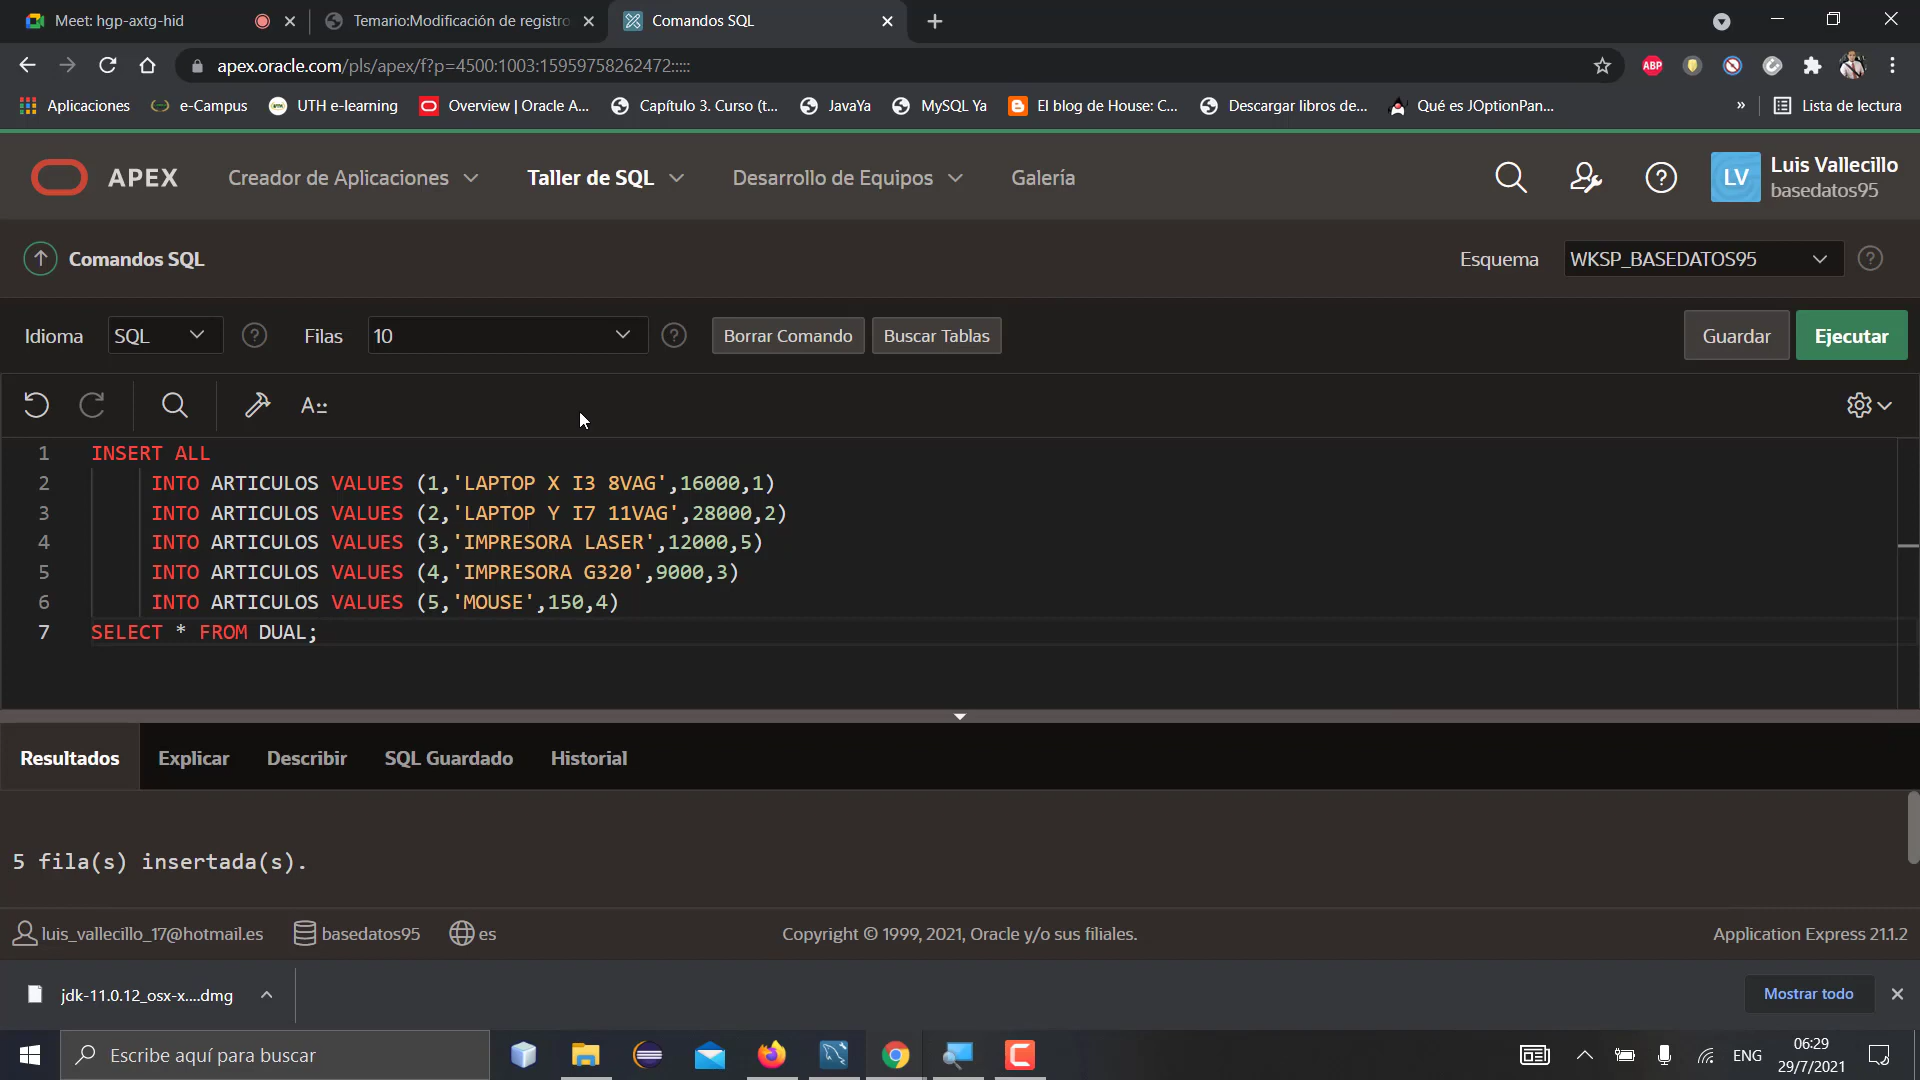 Meet: hgp-axtg-hid
Temario:Modificación de registro
Comandos SQL
apex.oracle.com/pls/apex/f?p=4500:1003:15959758262472:::::
ABP
Aplicaciones
e-Campus
UTH e-learning
Overview | Oracle A...
Capítulo 3. Curso (t...
JavaYa
MySQL Ya
El blog de House: C...
Descargar libros de...
Qué es JOptionPan...
»
Lista de lectura
APEX
Creador de Aplicaciones
Taller de SQL
Desarrollo de Equipos
Galería
LV
Luis Vallecillo
basedatos95
Comandos SQL
Esquema
WKSP_BASEDATOS95
Idioma
SQL
Filas
10
Borrar Comando
Buscar Tablas
Guardar
Ejecutar
1 INSERT ALL
2 INTO ARTICULOS VALUES (1,'LAPTOP X I3 8VAG',16000,1)
3 INTO ARTICULOS VALUES (2,'LAPTOP Y I7 11VAG',28000,2)
4 INTO ARTICULOS VALUES (3,'IMPRESORA LASER',12000,5)
5 INTO ARTICULOS VALUES (4,'IMPRESORA G320',9000,3)
6 INTO ARTICULOS VALUES (5,'MOUSE',150,4)
7 SELECT * FROM DUAL;
Resultados
Explicar
Describir
SQL Guardado
Historial
5 fila(s) insertada(s).
luis_vallecillo_17@hotmail.es
basedatos95
es
Copyright © 1999, 2021, Oracle y/o sus filiales.
Application Express 21.1.2
jdk-11.0.12_osx-x....dmg
Mostrar todo
Escribe aquí para buscar
ENG
06:29
29/7/2021